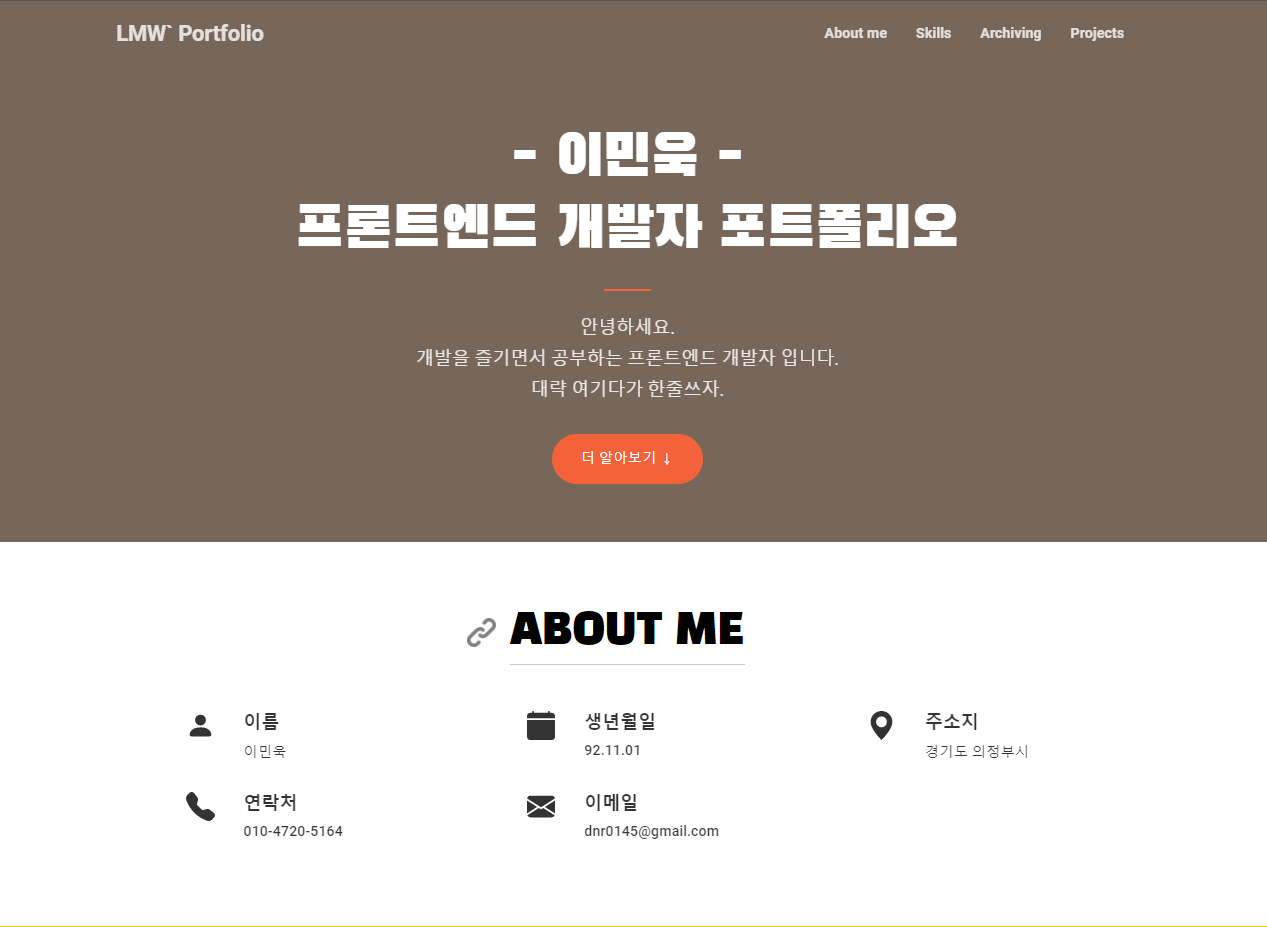 LMW` Portfolio
About me Skills Archiving Projects
- 이민욱 -
프론트엔드 개발자 포트폴리오
안녕하세요.
개발을 즐기면서 공부하는 프론트엔드 개발자 입니다.
대략 여기다가 한줄쓰자.
더 알아보기 ↓
ABOUT ME
이름
이민욱
생년월일
92.11.01
주소지
경기도 의정부시
연락처
010-4720-5164
이메일
dnr0145@gmail.com